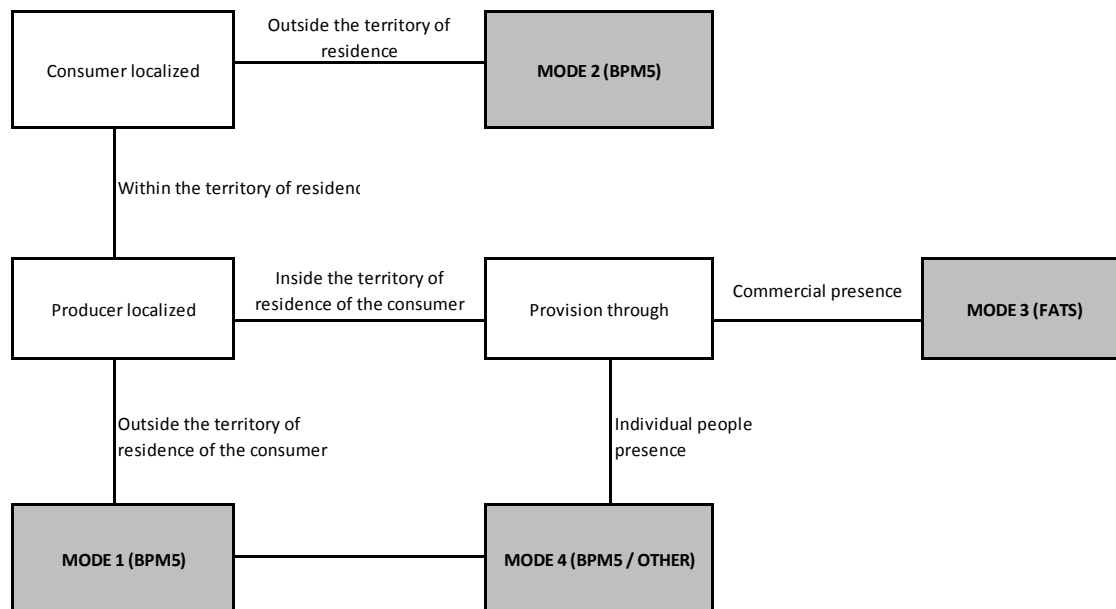 Outside the territory of
residence
Consumer localized
MODE 2 (BPM5)
Within the territory of residenc
Inside the territory of
residence of the consumer
Commercial presence
Producer localized
Provision through
MODE 3 (FATS)
Outside the territory of
residence of the consumer
Individual people
presence
MODE 1 (BPM5)
MODE 4 (BPM5 / OTHER)